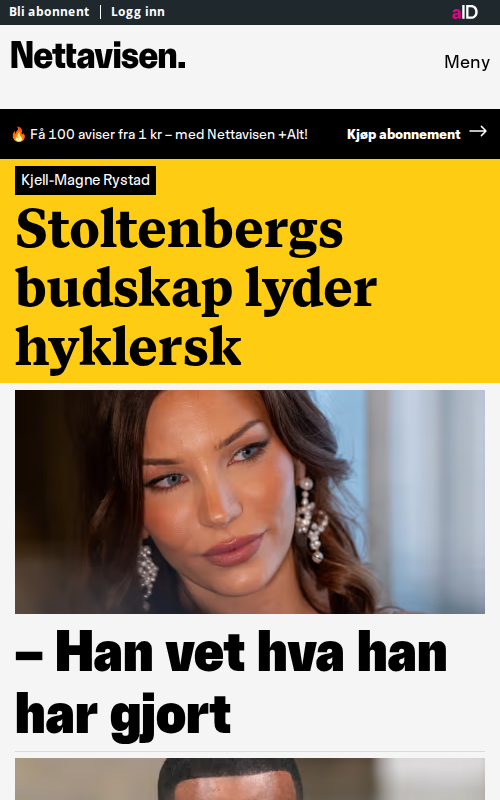 Bli abonnent | Logg inn
aID
Nettavisen.
Meny
🔥 Få 100 aviser fra 1 kr – med Nettavisen +Alt!
Kjøp abonnement →
Kjell-Magne Rystad
Stoltenbergs
budskap lyder
hyklersk
– Han vet hva han
har gjort